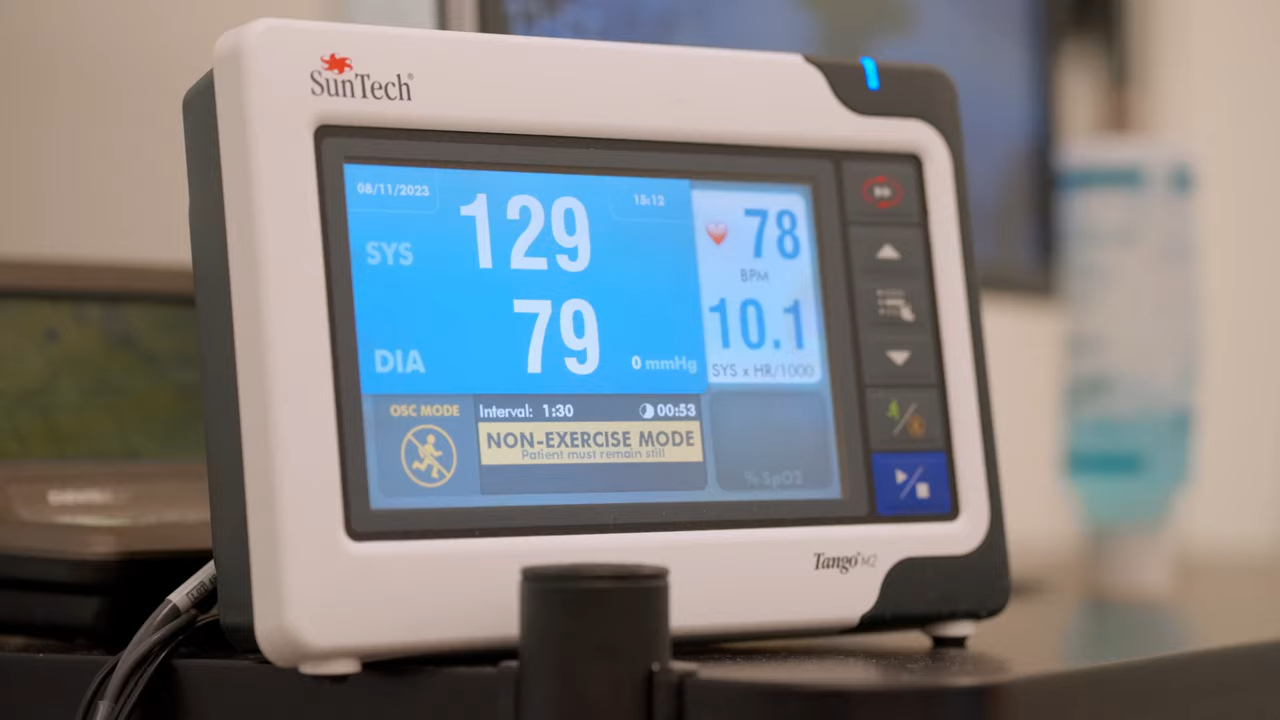 SunTech®
08/11/2023
15:12
SYS
129
78
BPM
DIA
79
0 mmHg
10.1
SYS x HR/1000
OSC MODE
Interval: 1:30
00:53
NON-EXERCISE MODE
Patient must remain still
% SpO2
Tango® M2